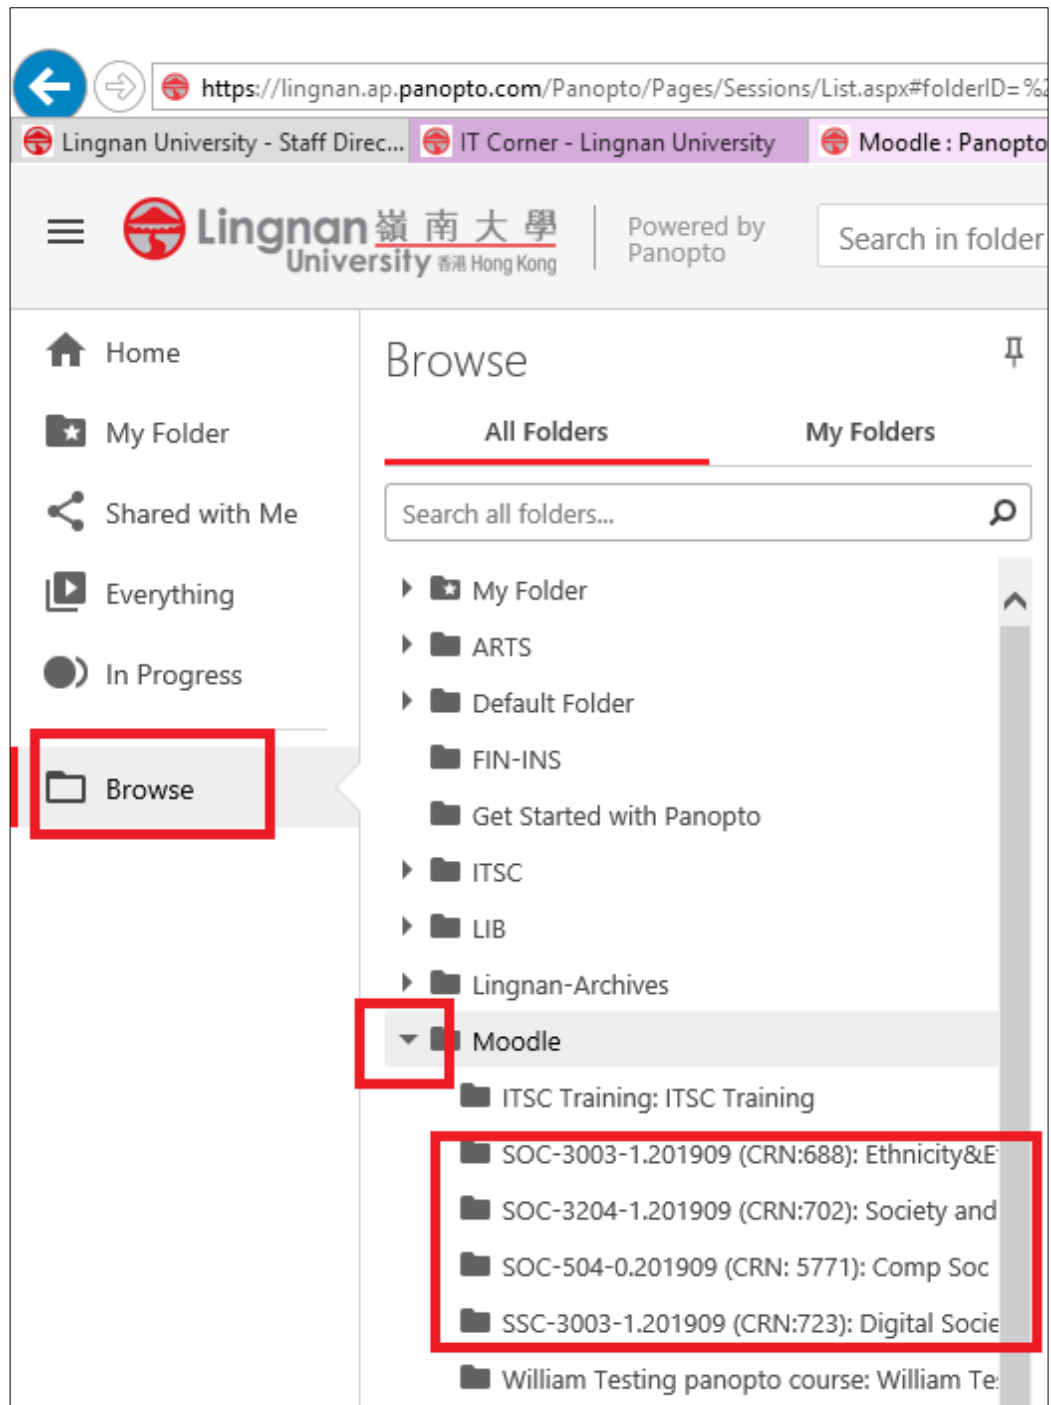 https://lingnan.ap.panopto.com/Panopto/Pages/Sessions/List.aspx#folderID=%2
Lingnan University - Staff Direc... IT Corner - Lingnan University Moodle : Panopto
Lingnan 嶺南大學 Powered by Search in folder
University 香港 Hong Kong Panopto
Home
My Folder
Shared with Me
Everything
In Progress
Browse
Browse
All Folders My Folders
Search all folders...
My Folder
ARTS
Default Folder
FIN-INS
Get Started with Panopto
ITSC
LIB
Lingnan-Archives
Moodle
ITSC Training: ITSC Training
SOC-3003-1.201909 (CRN:688): Ethnicity&E
SOC-3204-1.201909 (CRN:702): Society and
SOC-504-0.201909 (CRN: 5771): Comp Soc
SSC-3003-1.201909 (CRN:723): Digital Socie
William Testing panopto course: William Te